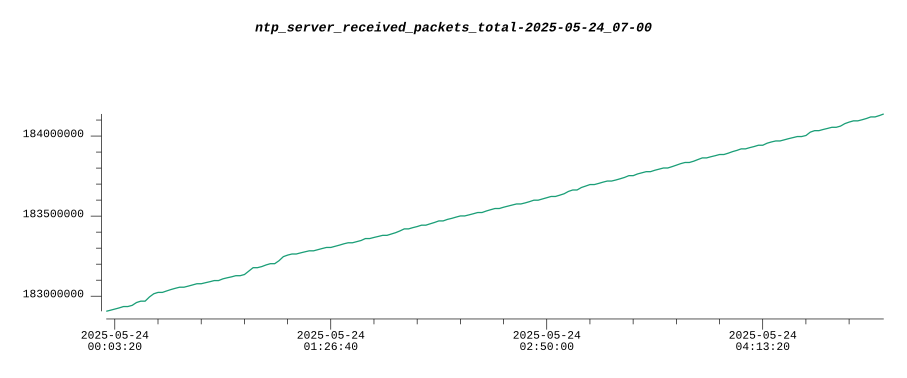 ntp_server_received_packets_total-2025-05-24_07-00
184000000
183500000
183000000
2025-05-24 2025-05-24 2025-05-24 2025-05-24
00:03:20 01:26:40 02:50:00 04:13:20